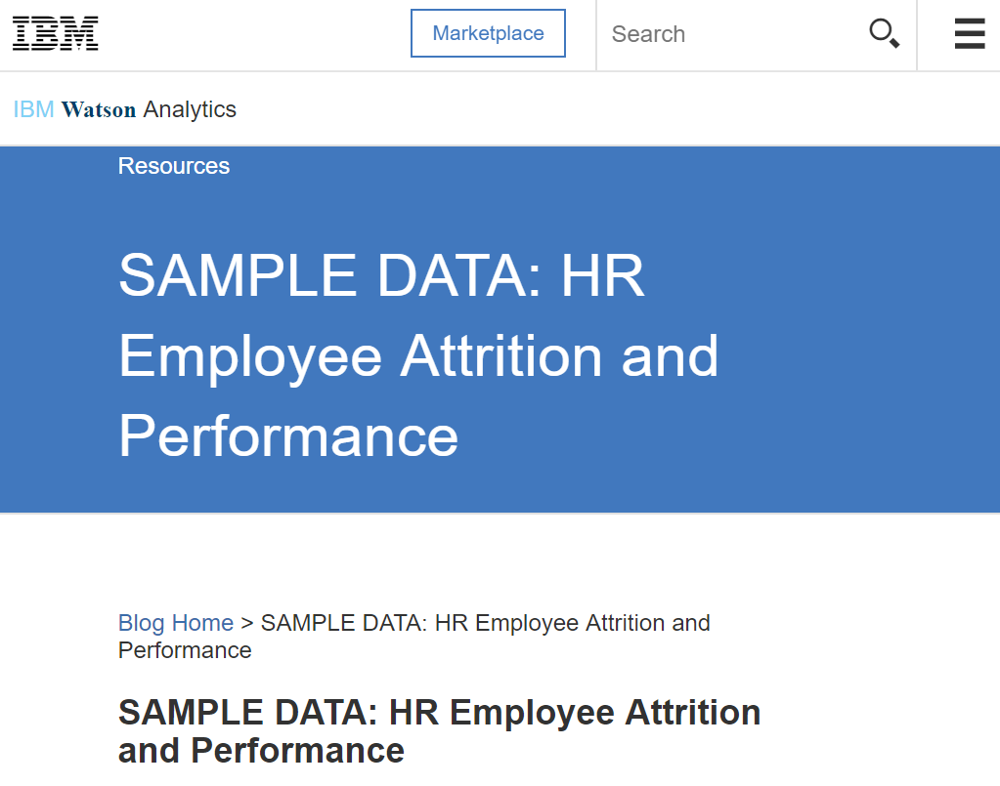 IBM
Marketplace
Search
IBM Watson Analytics
Resources
SAMPLE DATA: HR
Employee Attrition and
Performance
Blog Home > SAMPLE DATA: HR Employee Attrition and
Performance
SAMPLE DATA: HR Employee Attrition
and Performance